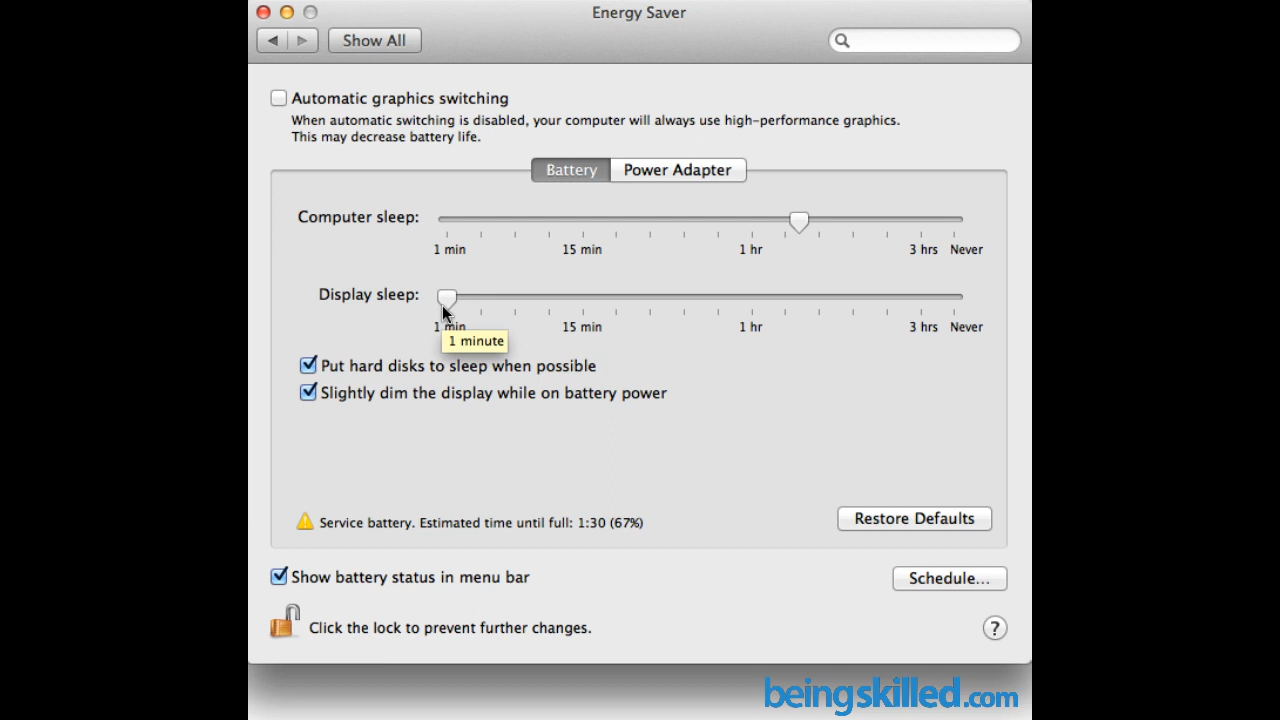 Energy Saver
Show All
Automatic graphics switching
When automatic switching is disabled, your computer will always use high-performance graphics.
This may decrease battery life.
Battery Power Adapter
Computer sleep:
1 min 15 min 1 hr 3 hrs Never
Display sleep:
1 min 15 min 1 hr 3 hrs Never
1 minute
Put hard disks to sleep when possible
Slightly dim the display while on battery power
Service battery. Estimated time until full: 1:30 (67%)
Restore Defaults
Show battery status in menu bar
Schedule...
Click the lock to prevent further changes.
?
beingskilled.com